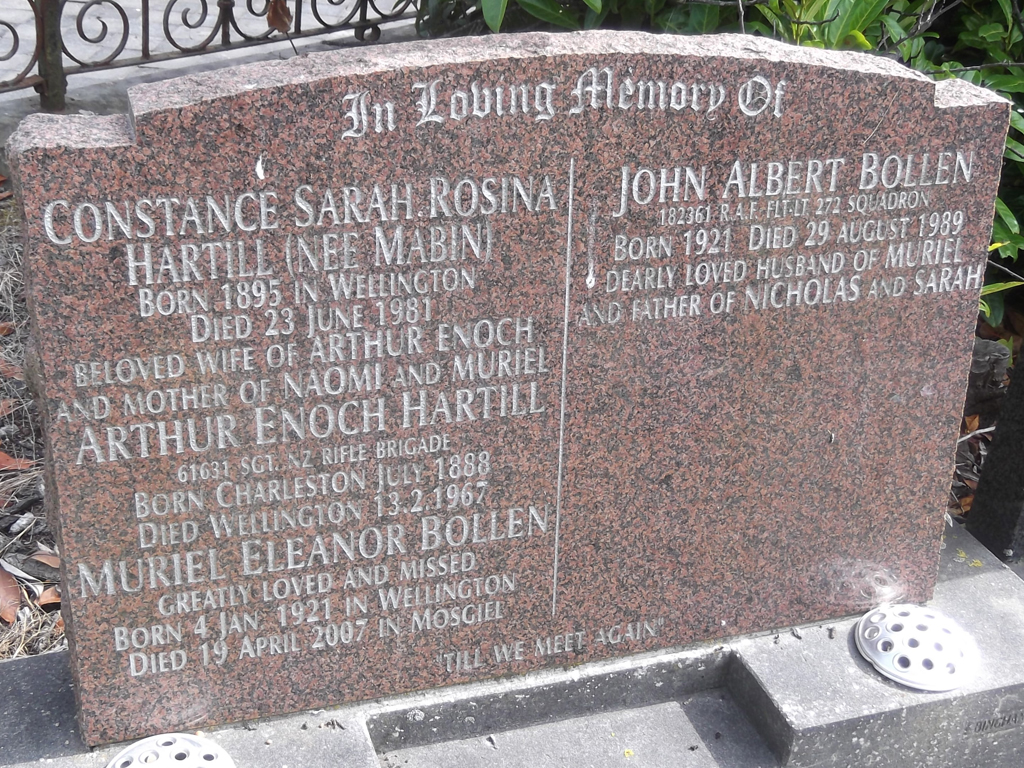 In Loving Memory Of
CONSTANCE SARAH ROSINA
HARTILL (NEE MABIN)
BORN 1895 IN WELLINGTON
DIED 23 JUNE 1981
BELOVED WIFE OF ARTHUR ENOCH
AND MOTHER OF NAOMI AND MURIEL
ARTHUR ENOCH HARTILL
61631 SGT. NZ RIFLE BRIGADE
BORN CHARLESTON JULY 1888
DIED WELLINGTON 13.2.1967
MURIEL ELEANOR BOLLEN
GREATLY LOVED AND MISSED
BORN 4 JAN 1921 IN WELLINGTON
DIED 19 APRIL 2007 IN MOSGIEL
JOHN ALBERT BOLLEN
182361 R.A.F. FLT-LT 272 SQUADRON
BORN 1921 DIED 29 AUGUST 1989
DEARLY LOVED HUSBAND OF MURIEL
AND FATHER OF NICHOLAS AND SARAH
"TILL WE MEET AGAIN"